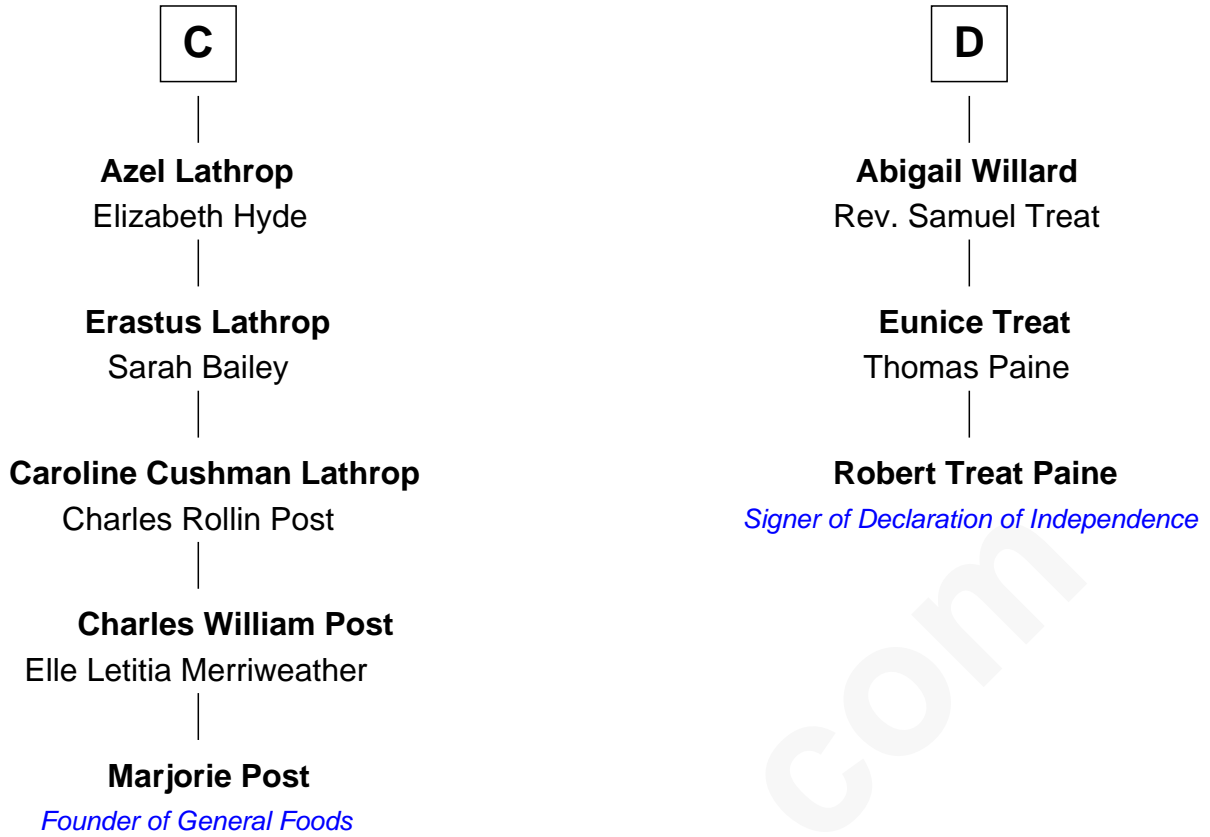 C
Azel Lathrop
Elizabeth Hyde
Erastus Lathrop
Sarah Bailey
Caroline Cushman Lathrop
Charles Rollin Post
Charles William Post
Elle Letitia Merriweather
Marjorie Post
Founder of General Foods
D
Abigail Willard
Rev. Samuel Treat
Eunice Treat
Thomas Paine
Robert Treat Paine
Signer of Declaration of Independence
com